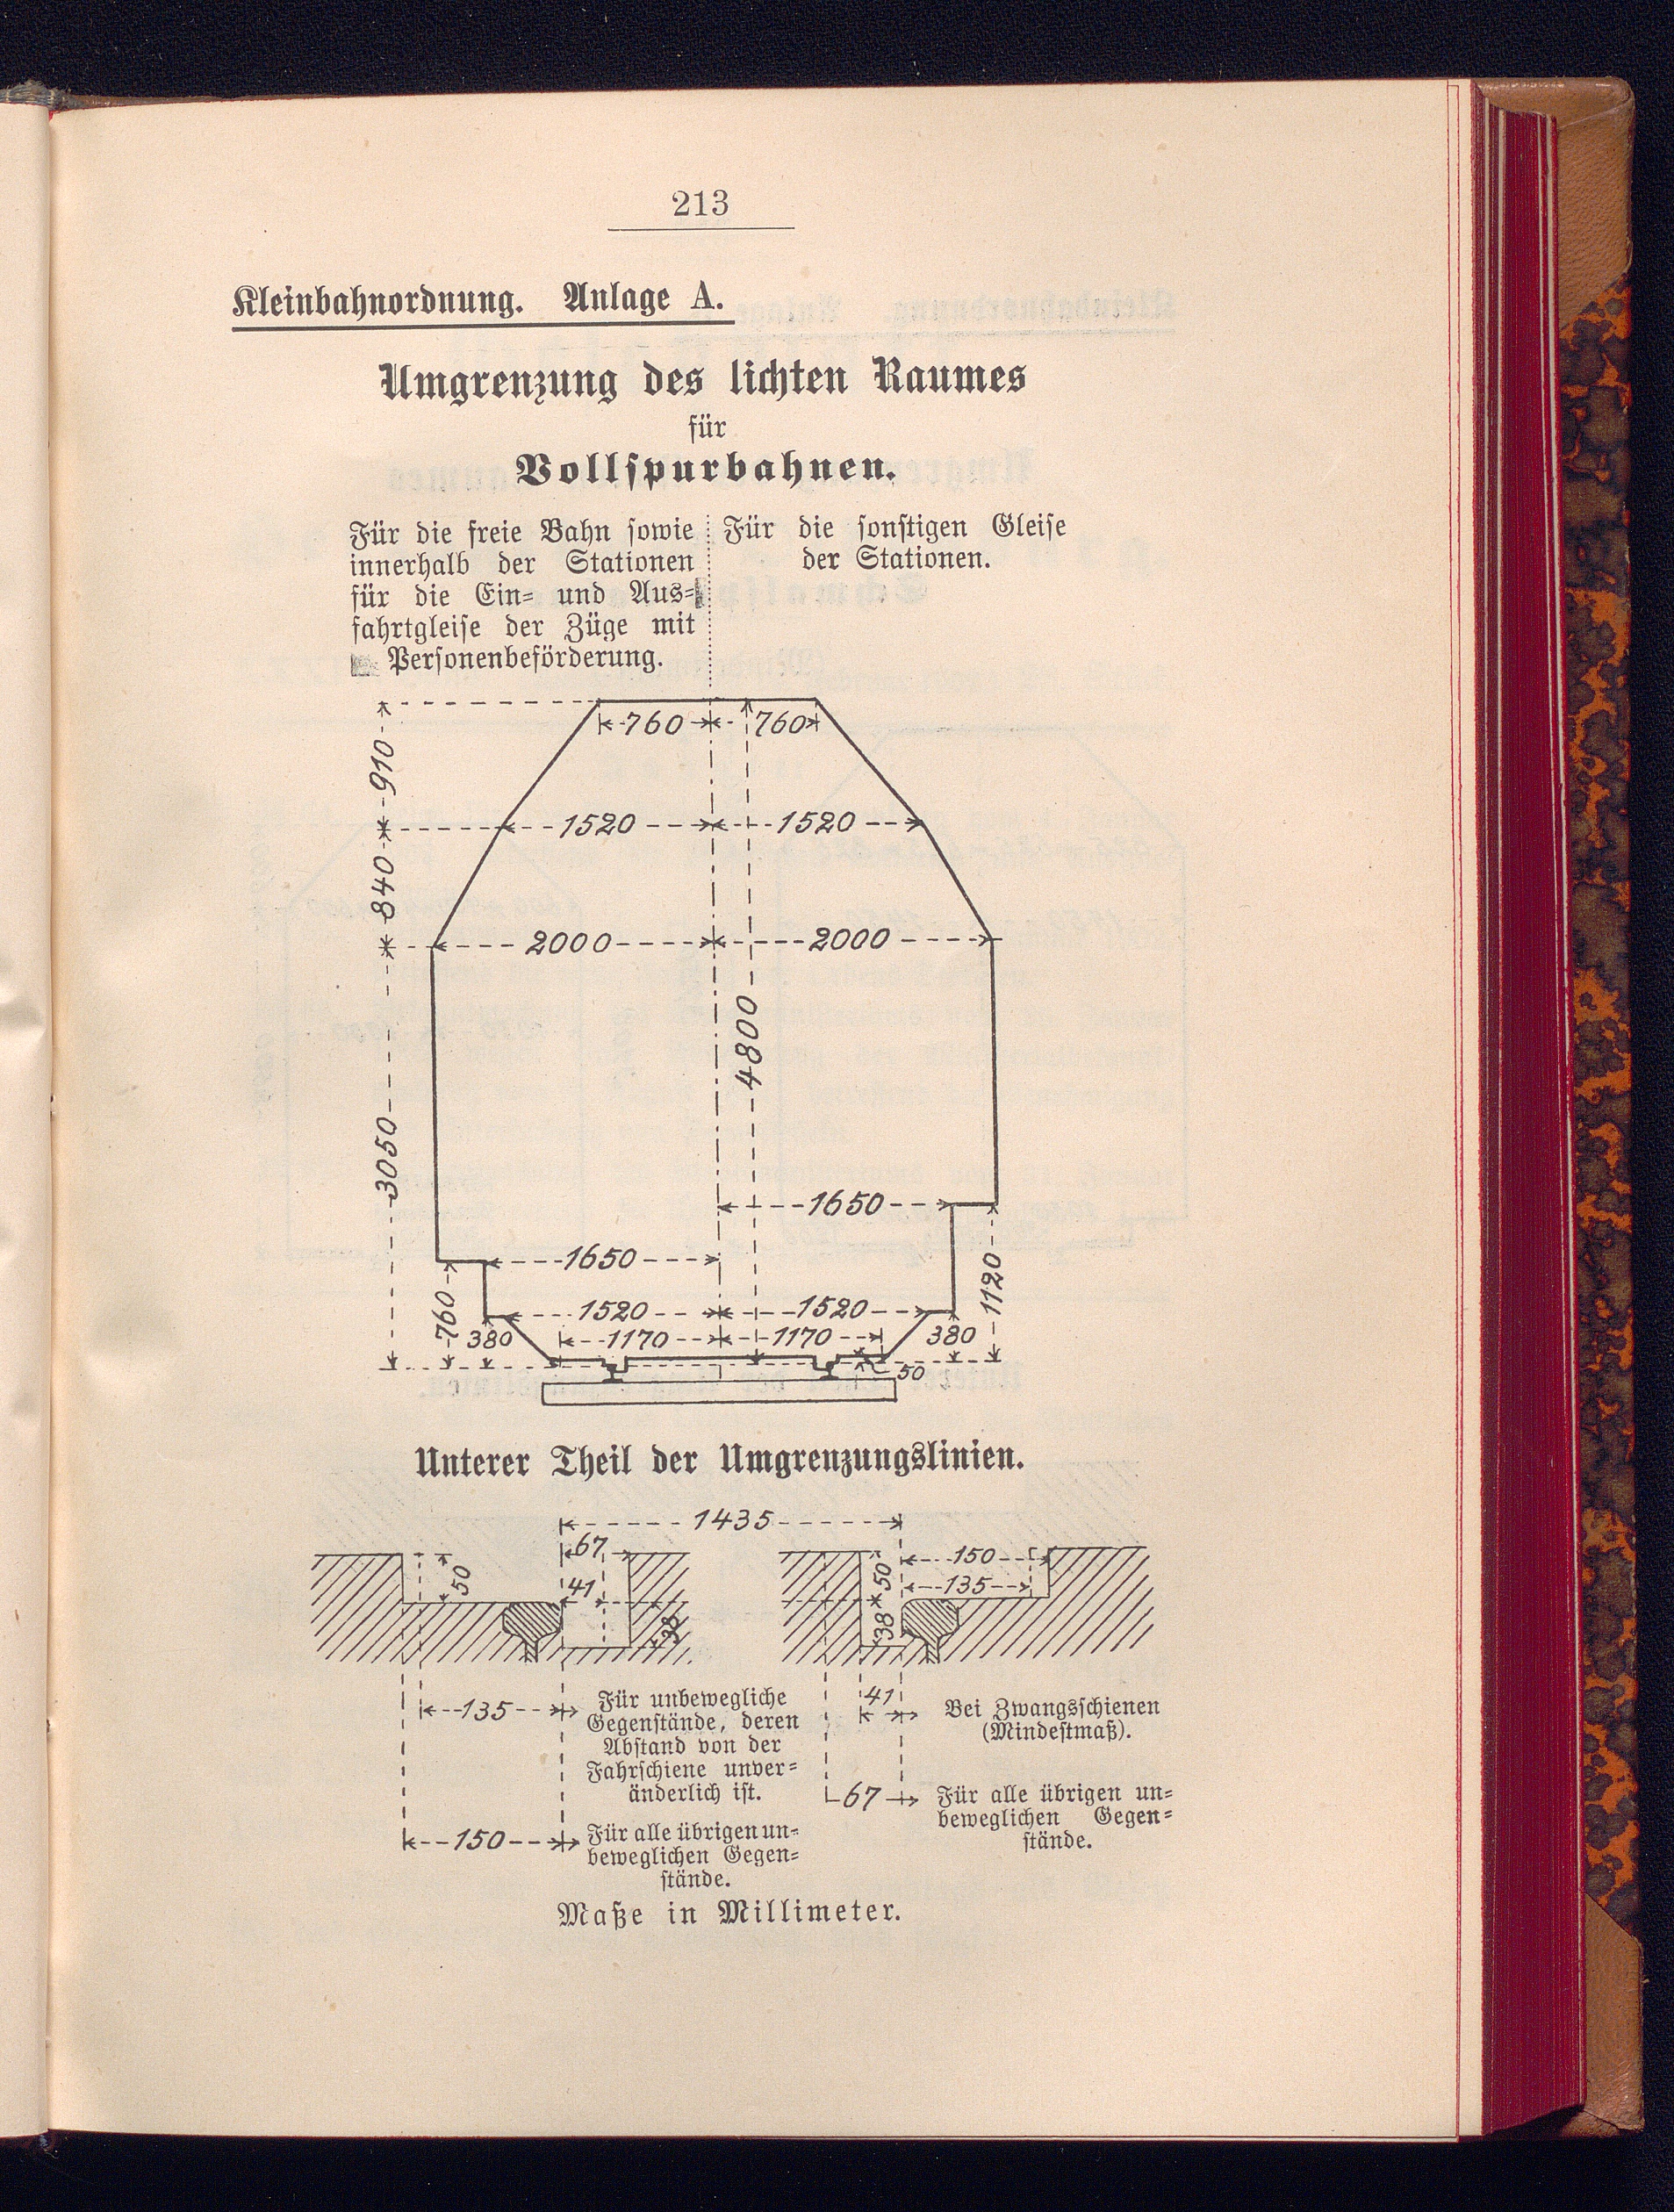 213
Kleinbahnordnung. Anlage A.
Umgrenzung des lichten Raumes
für
Vollspurbahnen.
Für die freie Bahn sowie
innerhalb der Stationen
für die Ein- und Aus-
fahrtgleise der Züge mit
Personenbeförderung.
Für die sonstigen Gleise
der Stationen.
760 760
910
1520 1520
840
2000 2000
4800
3050
1650
1650
1120
760
1520 1520
380 1170 1170 380
50
Unterer Theil der Umgrenzungslinien.
1435
67
50
41
38
150
50
135
38
135
Für unbewegliche
Gegenstände, deren
Abstand von der
Fahrschiene unver-
änderlich ist.
150
Für alle übrigen un-
beweglichen Gegen-
stände.
41
Bei Zwangsschienen
(Mindestmaß).
67
Für alle übrigen un-
beweglichen Gegen-
stände.
Maße in Millimeter.